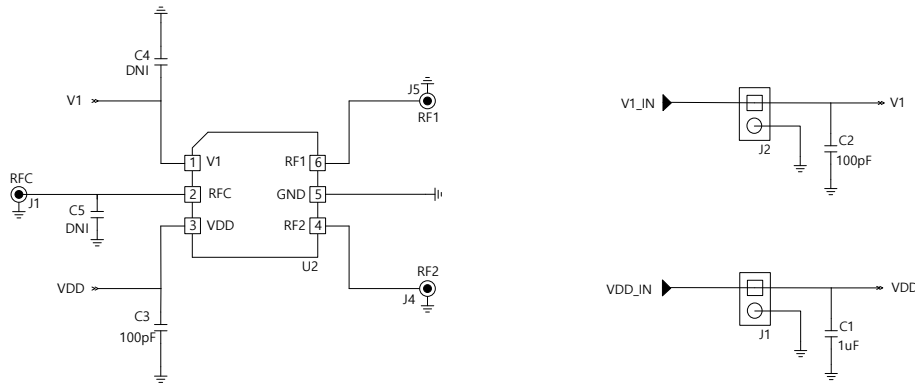 C4
DNI
V1
J5
RF1
1 V1
RF1 6
RFC
J1
2 RFC
GND 5
C5
DNI
3 VDD
RF2 4
U2
VDD
RF2
J4
C3
100pF
V1_IN
V1
J2
C2
100pF
VDD_IN
VDD
J1
C1
1uF